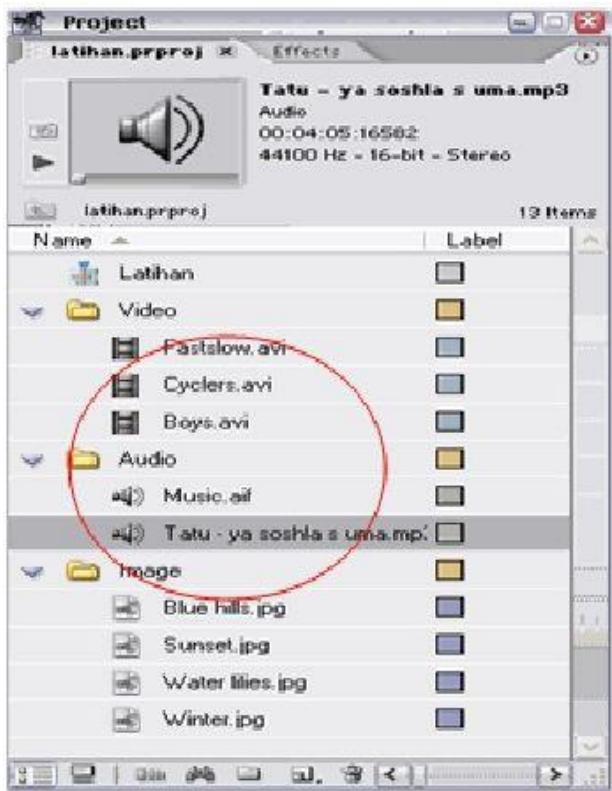 Project
latihan.prproj Effects
Tatu - ya soshla s uma.mp3
Audio
00:04:05:16582
44100 Hz - 16-bit - Stereo
latihan.prproj 13 Items
Name Label
Latihan
Video
Fastslow.avi
Cyclers.avi
Boys.avi
Audio
Music.aif
Tatu - ya soshla s uma.mp3
Image
Blue hills.jpg
Sunset.jpg
Water lilies.jpg
Winter.jpg